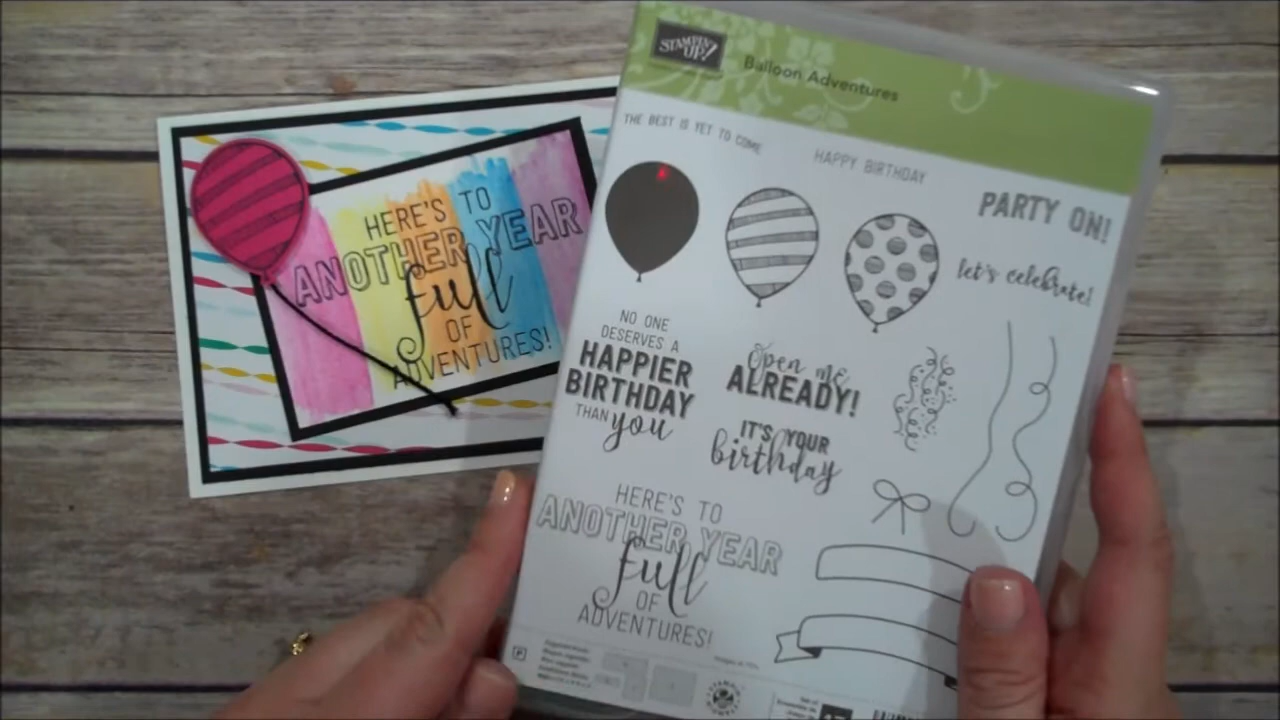 STAMPIN' UP!
Balloon Adventures
THE BEST IS YET TO COME
HAPPY BIRTHDAY
PARTY ON!
let's celebrate!
NO ONE
DESERVES A
HAPPIER
BIRTHDAY
THAN you
Open me
ALREADY!
IT'S YOUR
birthday
HERE'S TO
ANOTHER YEAR
full
OF
ADVENTURES!
HERE'S TO
ANOTHER YEAR
full
OF
ADVENTURES!